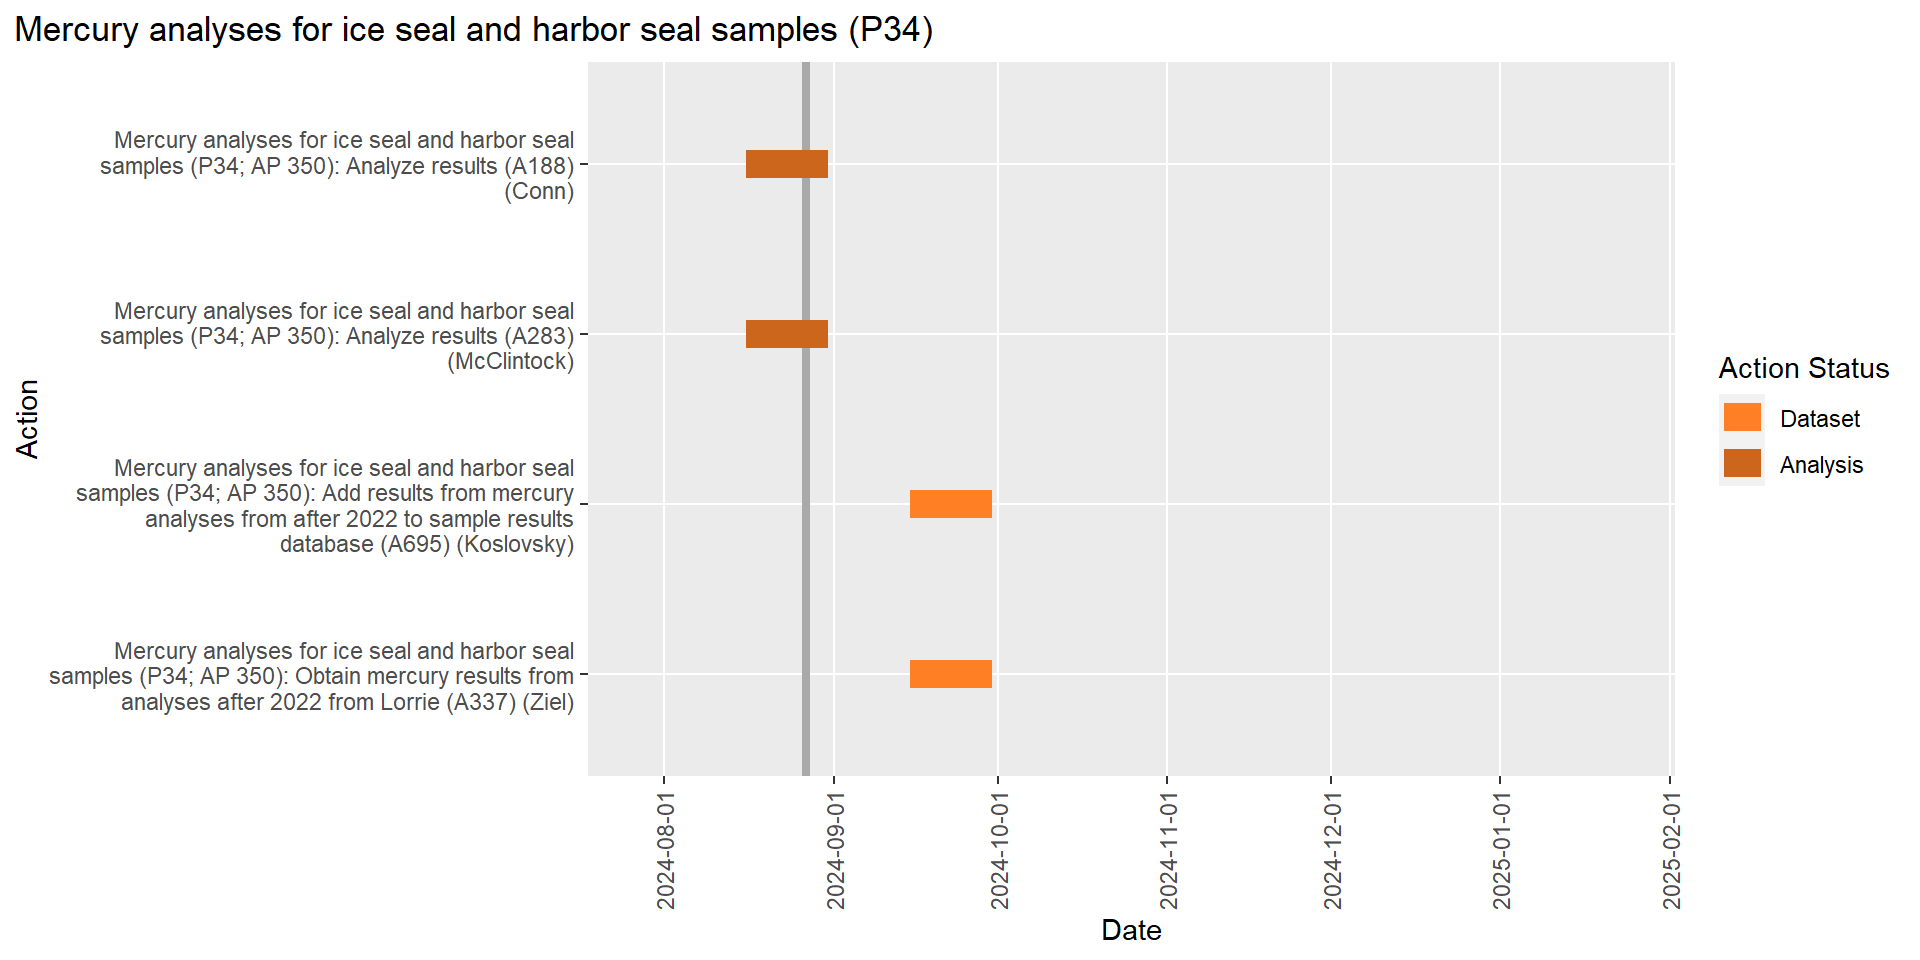 Mercury analyses for ice seal and harbor seal samples (P34)
Mercury analyses for ice seal and harbor seal
samples (P34; AP 350): Analyze results (A188)
(Conn)
Mercury analyses for ice seal and harbor seal
samples (P34; AP 350): Analyze results (A283)
(McClintock)
Mercury analyses for ice seal and harbor seal
samples (P34; AP 350): Add results from mercury
analyses from after 2022 to sample results
database (A695) (Koslovsky)
Mercury analyses for ice seal and harbor seal
samples (P34; AP 350): Obtain mercury results from
analyses after 2022 from Lorrie (A337) (Ziel)
Action
2024-08-01
2024-09-01
2024-10-01
2024-11-01
2024-12-01
2025-01-01
2025-02-01
Date
Action Status
Dataset
Analysis